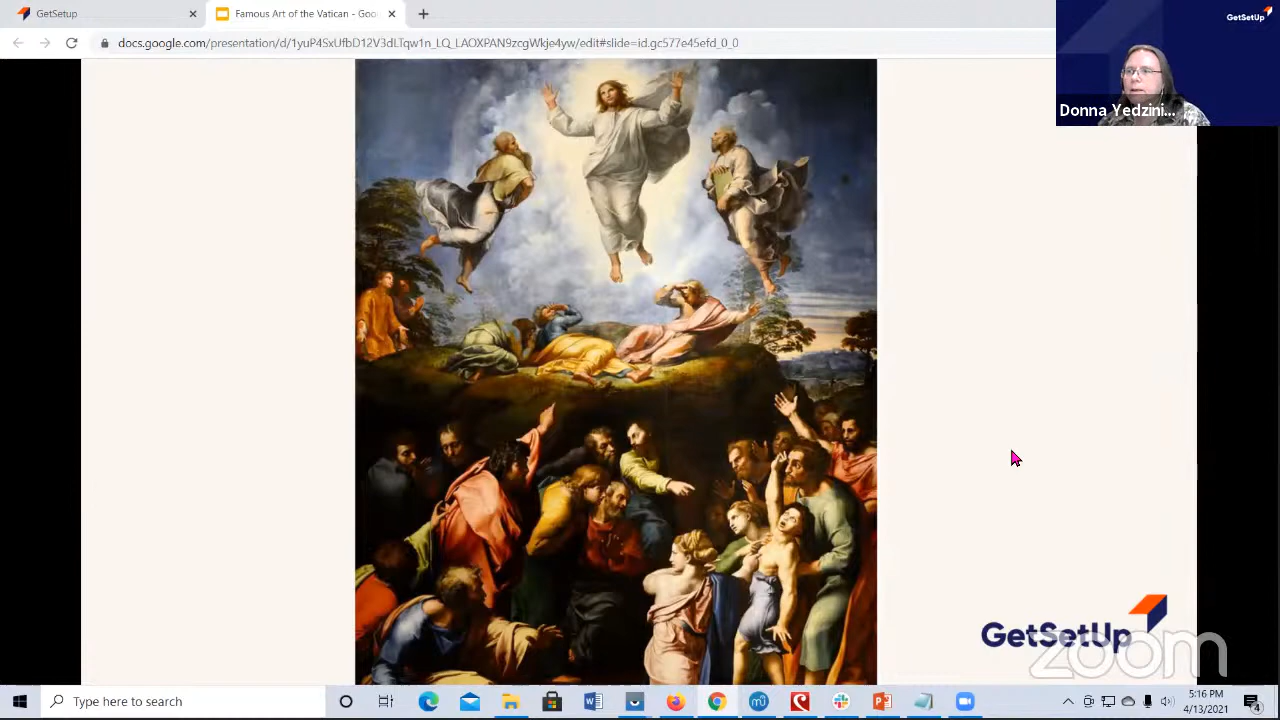 GetSetUp
Famous Art of the Vatican - Goo
docs.google.com/presentation/d/1yuP4SxUfbD12V3dLTqw1n_LQ_LAOXPAN9zcgWkje4yw/edit#slide=id.gc577e45efd_0_0
GetSetUp
Donna Yedzini...
GetSetUp
zoom
Type here to search
5:16 PM
4/13/2021
4